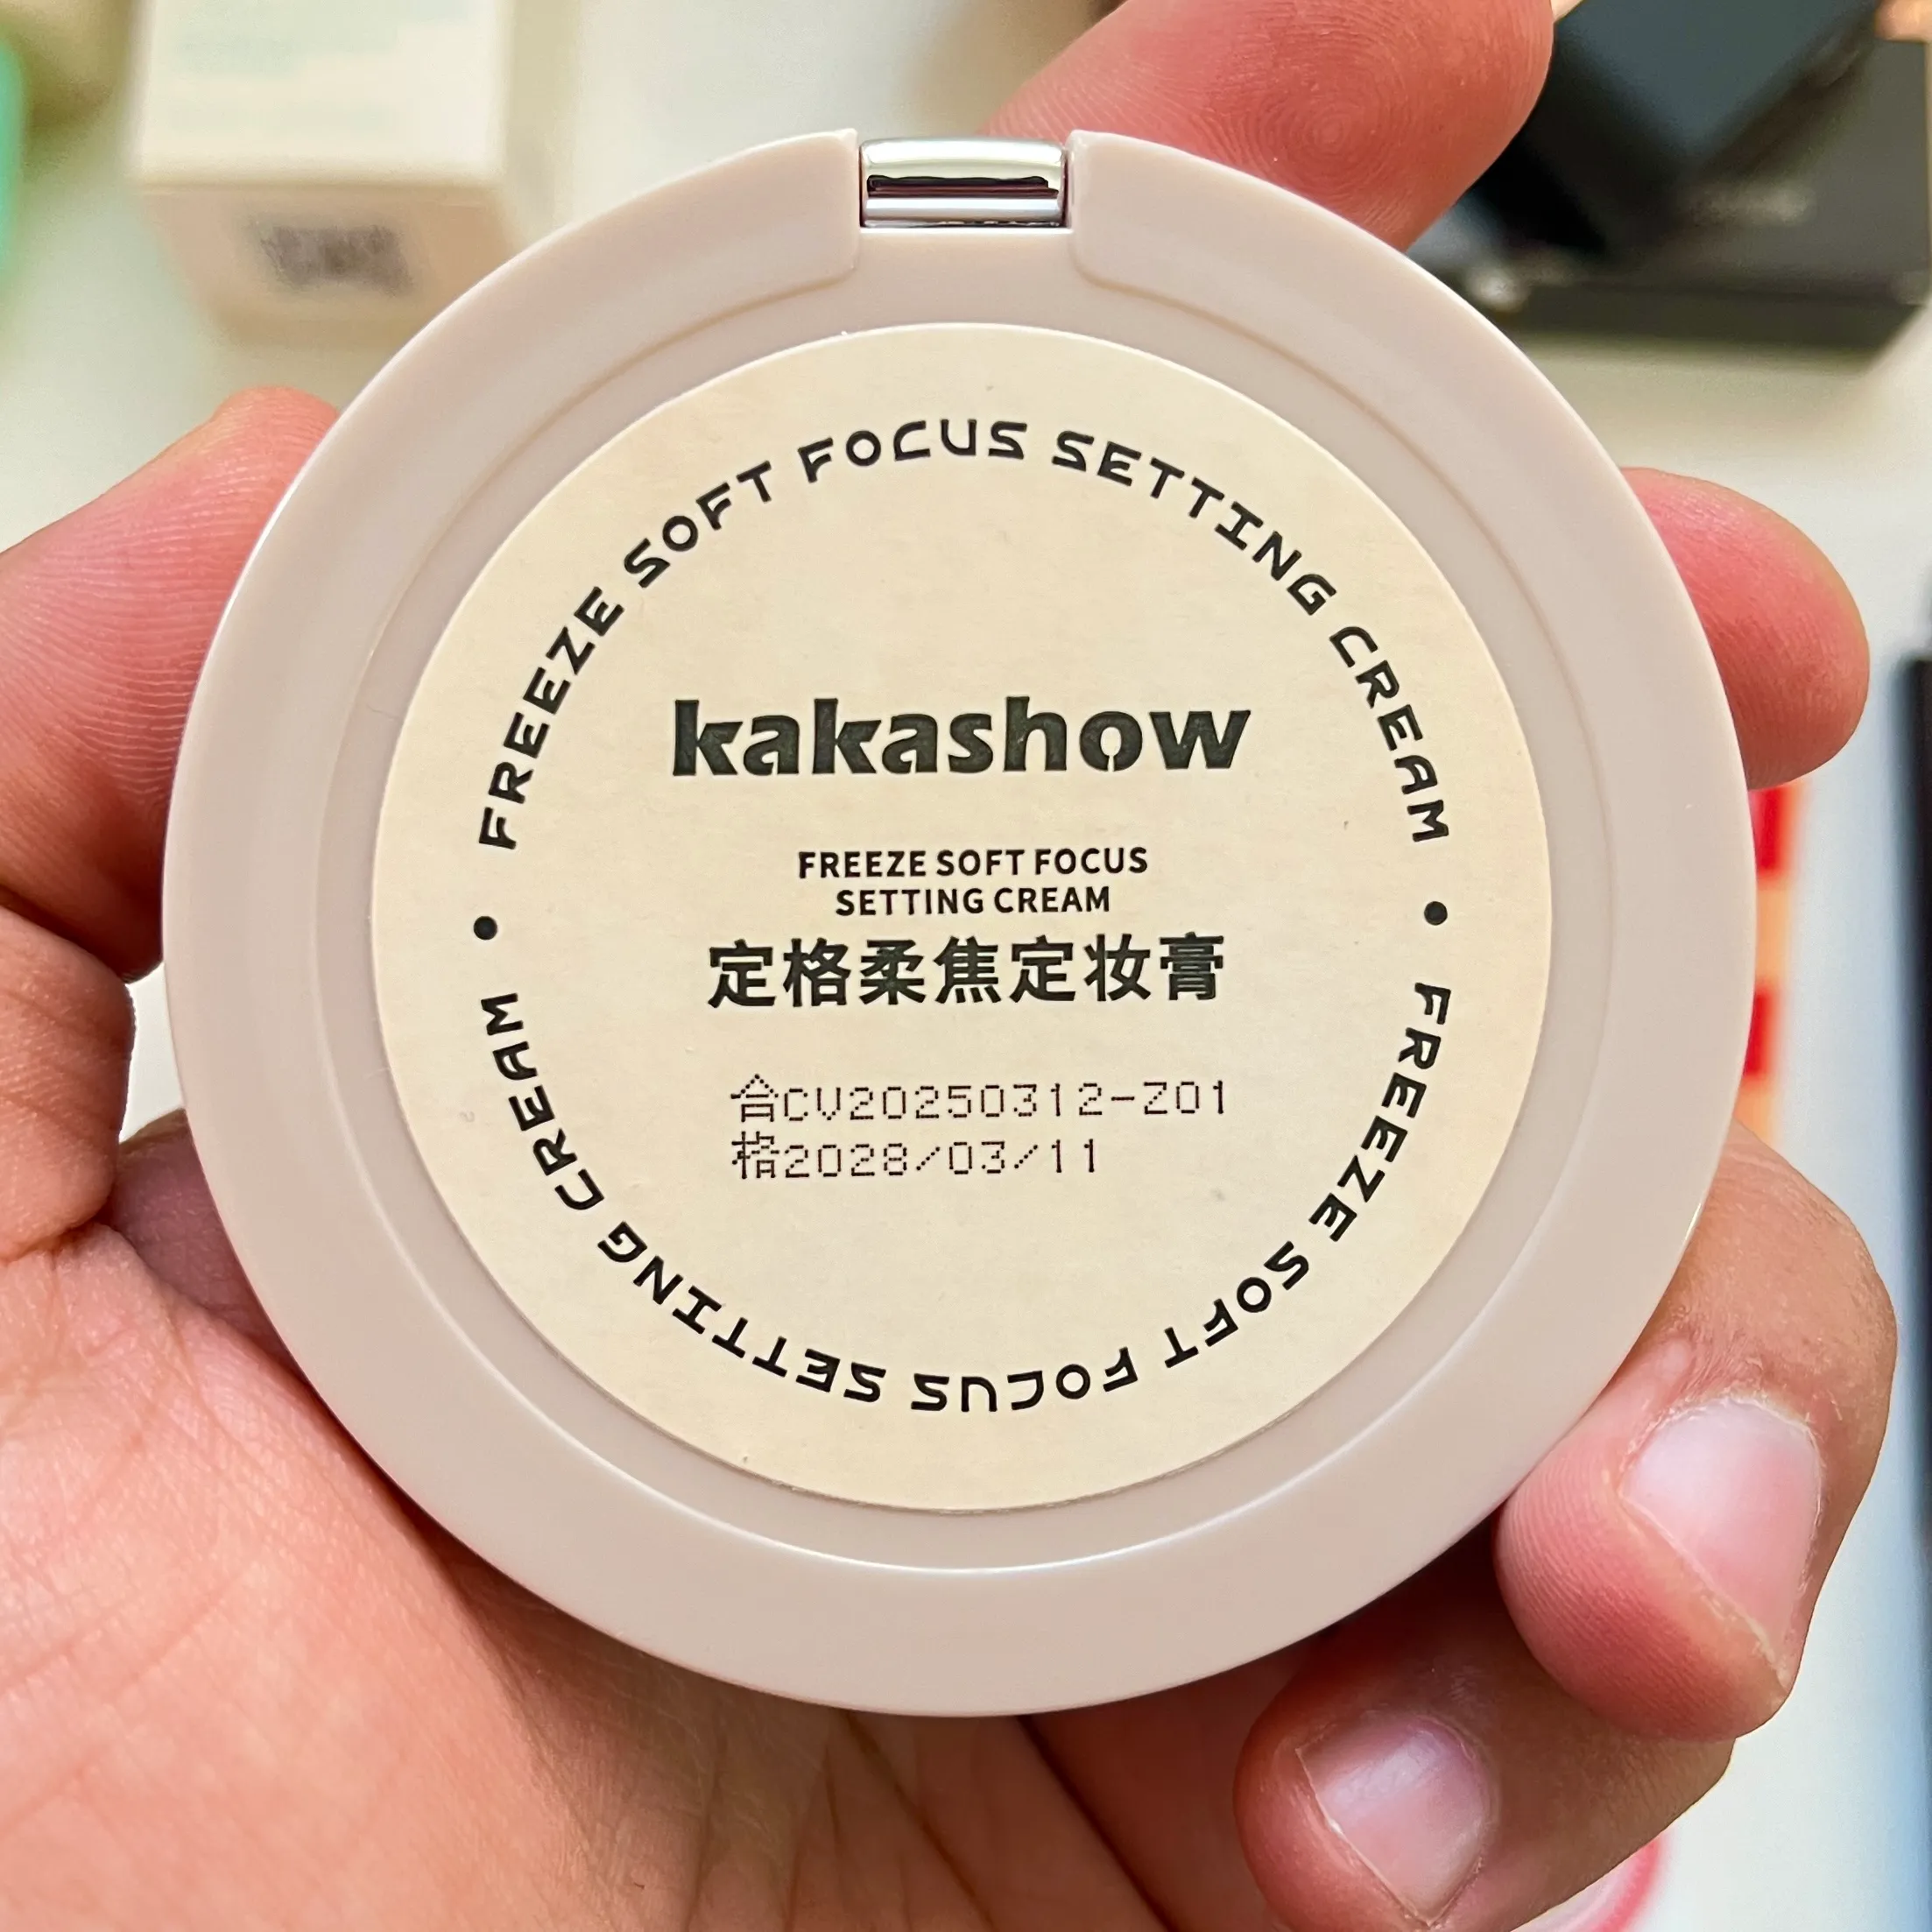 FREEZE SOFT FOCUS SETTING CREAM
kakashow
FREEZE SOFT FOCUS
SETTING CREAM
定格柔焦定妆膏
合CV20250312-Z01
格2028/03/11
FREEZE SOFT FOCUS SETTING CREAM